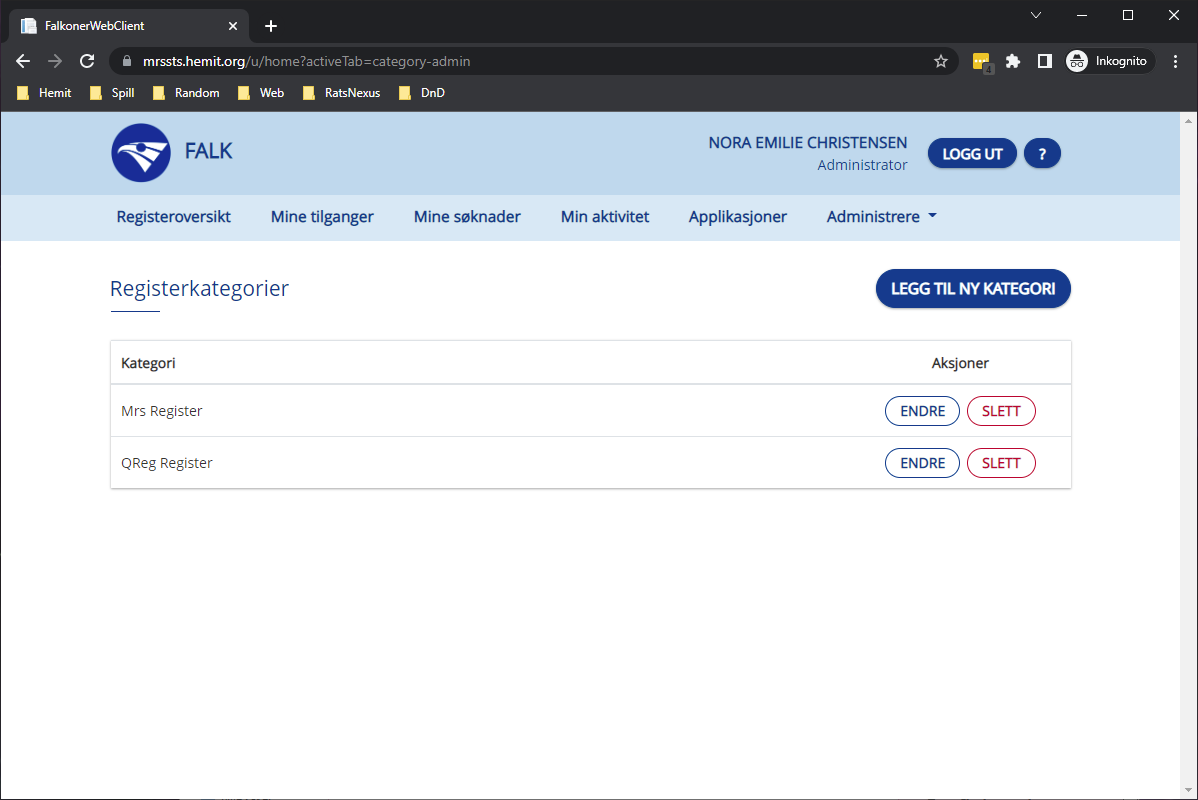 FalkonerWebClient
mrssts.hemit.org/u/home?activeTab=category-admin
4
Inkognito
Hemit Spill Random Web RatsNexus DnD
FALK
NORA EMILIE CHRISTENSEN
Administrator
LOGG UT
?
Registeroversikt Mine tilganger Mine søknader Min aktivitet Applikasjoner Administrere
Registerkategorier
LEGG TIL NY KATEGORI
Kategori Aksjoner
Mrs Register ENDRE SLETT
QReg Register ENDRE SLETT